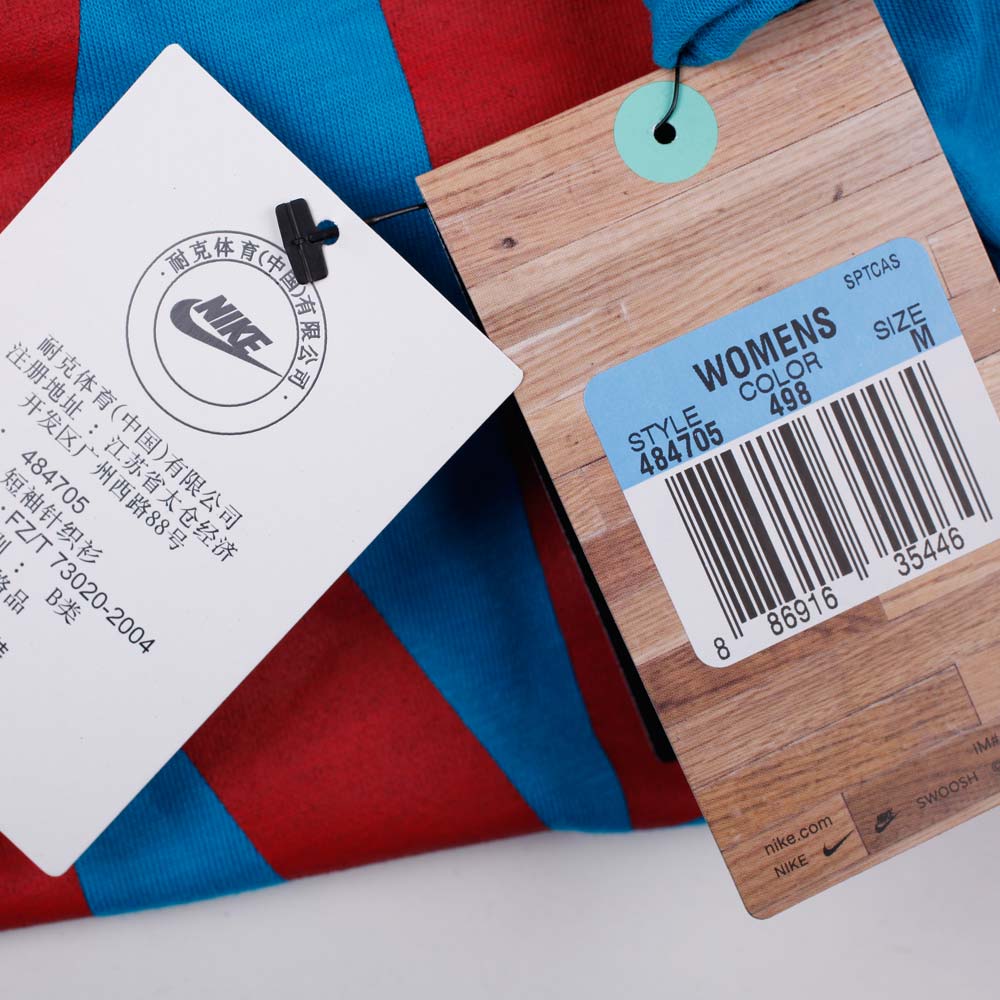 耐克体育(中国)有限公司
NIKE
耐克体育(中国)有限公司
注册地址：江苏省太仓经济
开发区广州西路88号
484705
短袖针织衫
:FZ/T 73020-2004
B类
格品
SPTCAS
WOMENS
SIZE
M
COLOR
498
STYLE
484705
8 86916 35446
IM#
SWOOSH ©
nike.com
NIKE